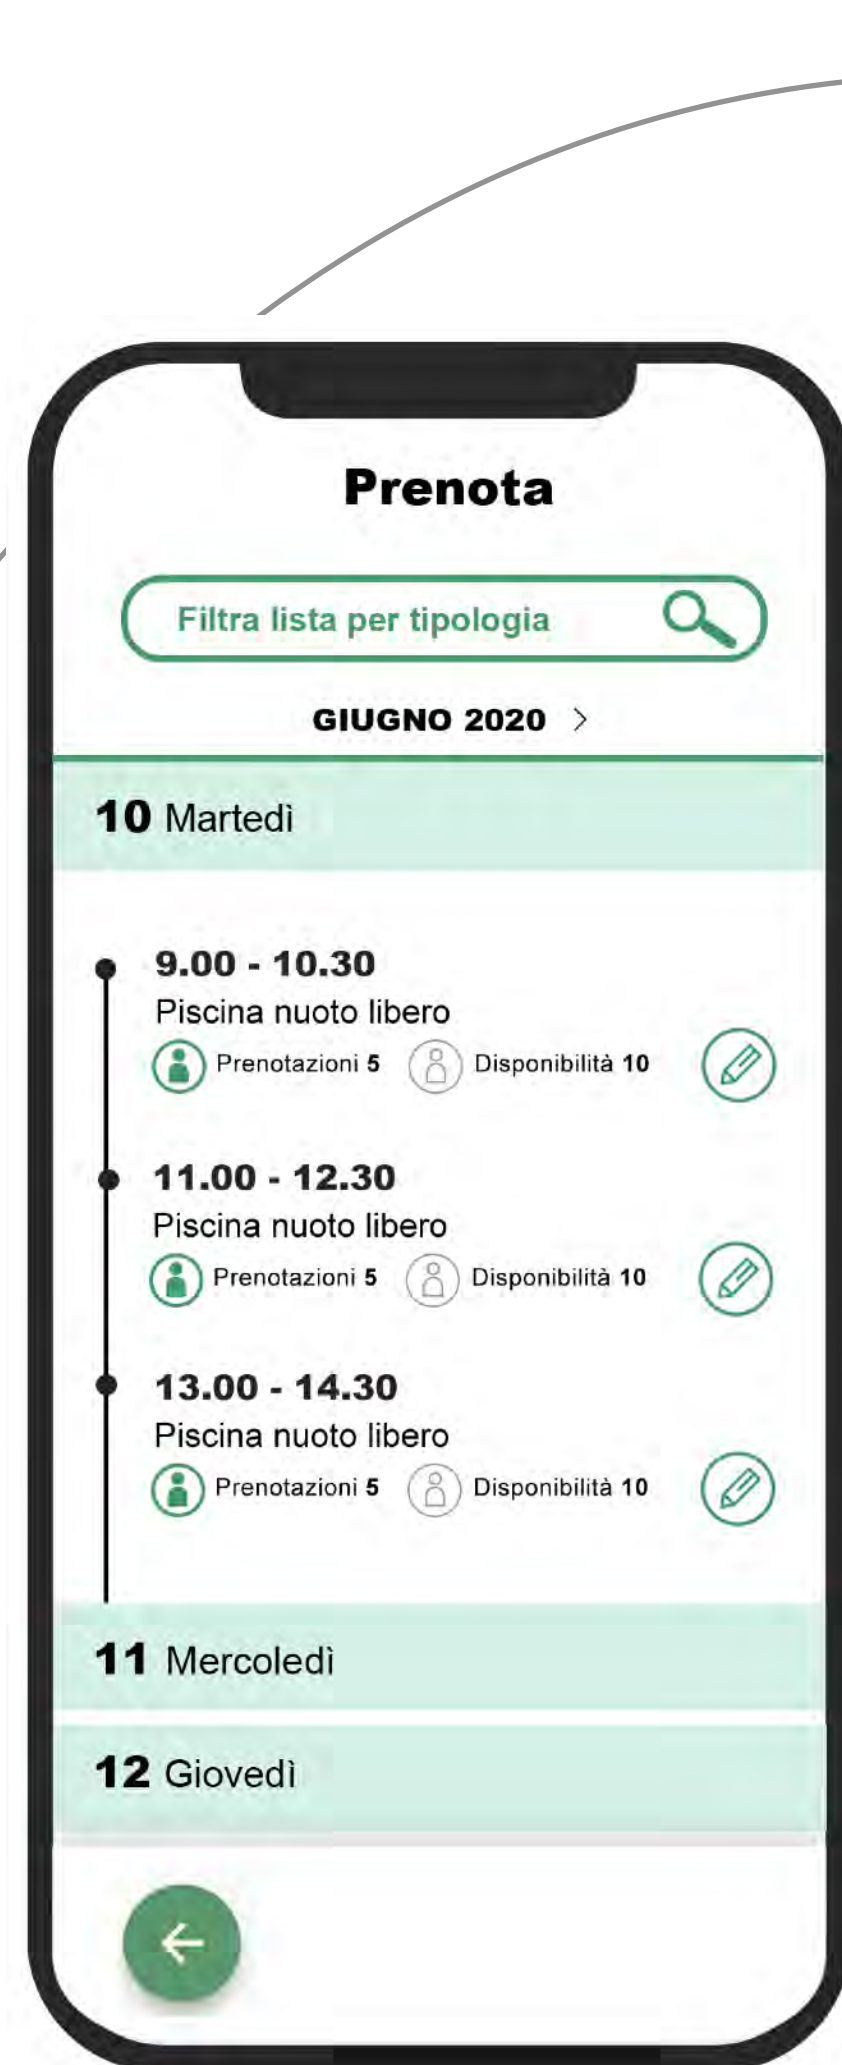 Prenota
Filtra lista per tipologia
GIUGNO 2020
10 Martedì
9.00 - 10.30
Piscina nuoto libero
Prenotazioni 5 Disponibilità 10
11.00 - 12.30
Piscina nuoto libero
Prenotazioni 5 Disponibilità 10
13.00 - 14.30
Piscina nuoto libero
Prenotazioni 5 Disponibilità 10
11 Mercoledì
12 Giovedì